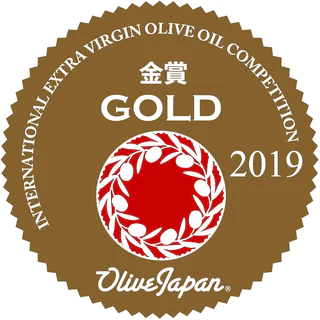 INTERNATIONAL EXTRA VIRGIN OLIVE OIL COMPETITION
金賞
GOLD
2019
OliveJapan®